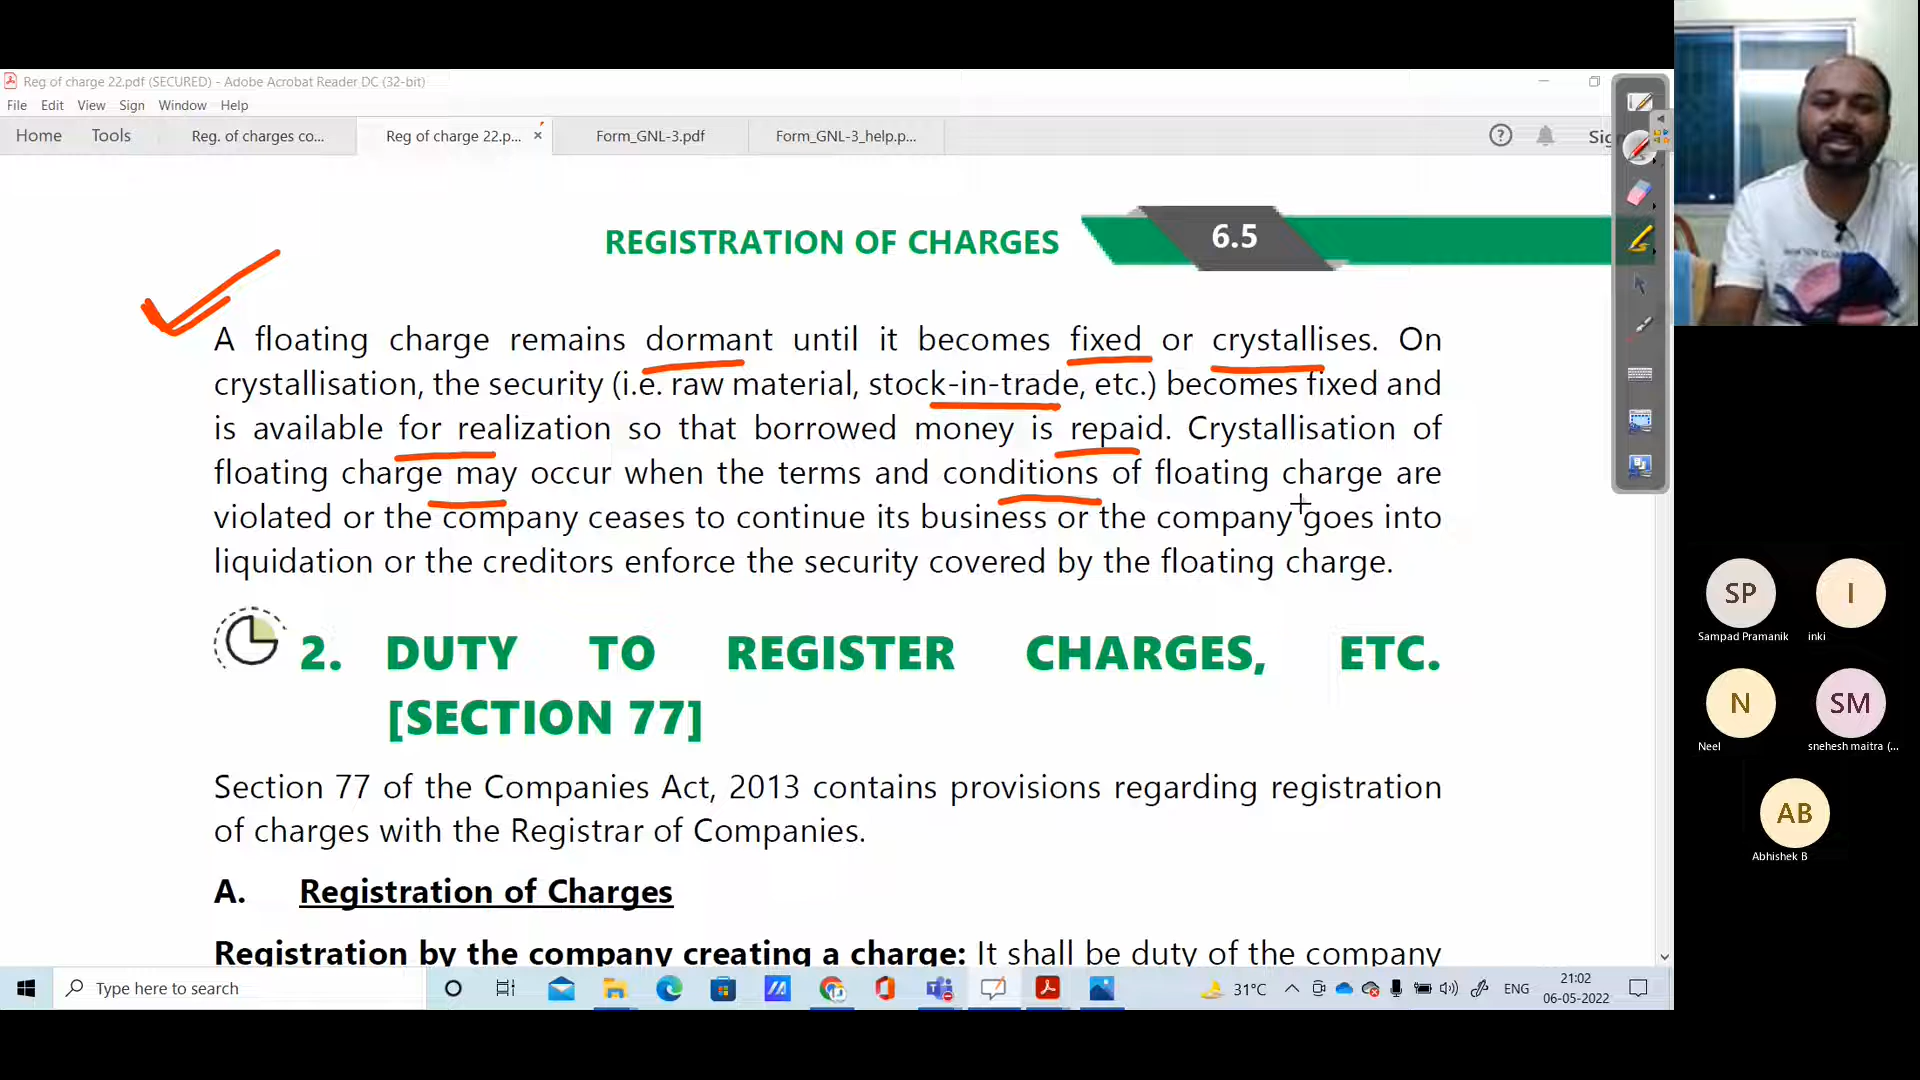 Reg of charge 22.pdf (SECURED) - Adobe Acrobat Reader DC (32-bit)
File Edit View Sign Window Help
Home Tools Reg. of charges co... Reg of charge 22.p... × Form_GNL-3.pdf Form_GNL-3_help.p... Sig
REGISTRATION OF CHARGES 6.5
A floating charge remains dormant until it becomes fixed or crystallises. On
crystallisation, the security (i.e. raw material, stock-in-trade, etc.) becomes fixed and
is available for realization so that borrowed money is repaid. Crystallisation of
floating charge may occur when the terms and conditions of floating charge are
violated or the company ceases to continue its business or the company goes into
liquidation or the creditors enforce the security covered by the floating charge.
2. DUTY TO REGISTER CHARGES, ETC.
[SECTION 77]
Section 77 of the Companies Act, 2013 contains provisions regarding registration
of charges with the Registrar of Companies.
A. Registration of Charges
Registration by the company creating a charge: It shall be duty of the company
SP I
Sampad Pramanik inki
N SM
Neel snehesh maitra (...
AB
Abhishek B
Type here to search 31°C ENG 21:02
06-05-2022